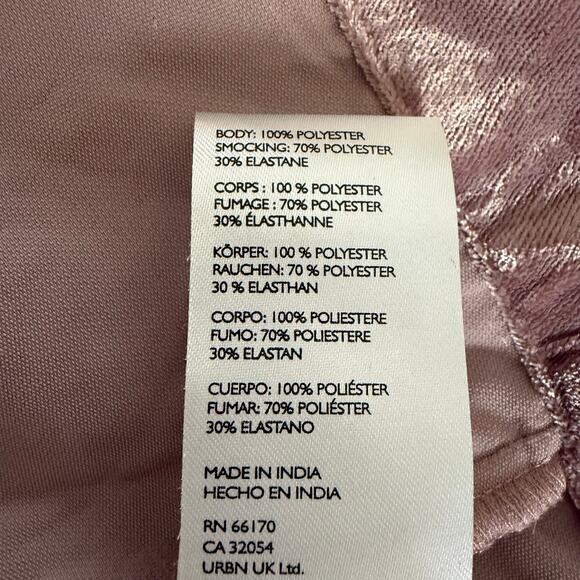 BODY: 100% POLYESTER
SMOCKING: 70% POLYESTER
30% ELASTANE
CORPS : 100 % POLYESTER
FUMAGE : 70% POLYESTER
30% ÉLASTHANNE
KÖRPER: 100 % POLYESTER
RAUCHEN: 70 % POLYESTER
30 % ELASTHAN
CORPO: 100% POLIESTERE
FUMO: 70% POLIESTERE
30% ELASTAN
CUERPO: 100% POLIÉSTER
FUMAR: 70% POLIÉSTER
30% ELASTANO
MADE IN INDIA
HECHO EN INDIA
RN 66170
CA 32054
URBN UK Ltd.